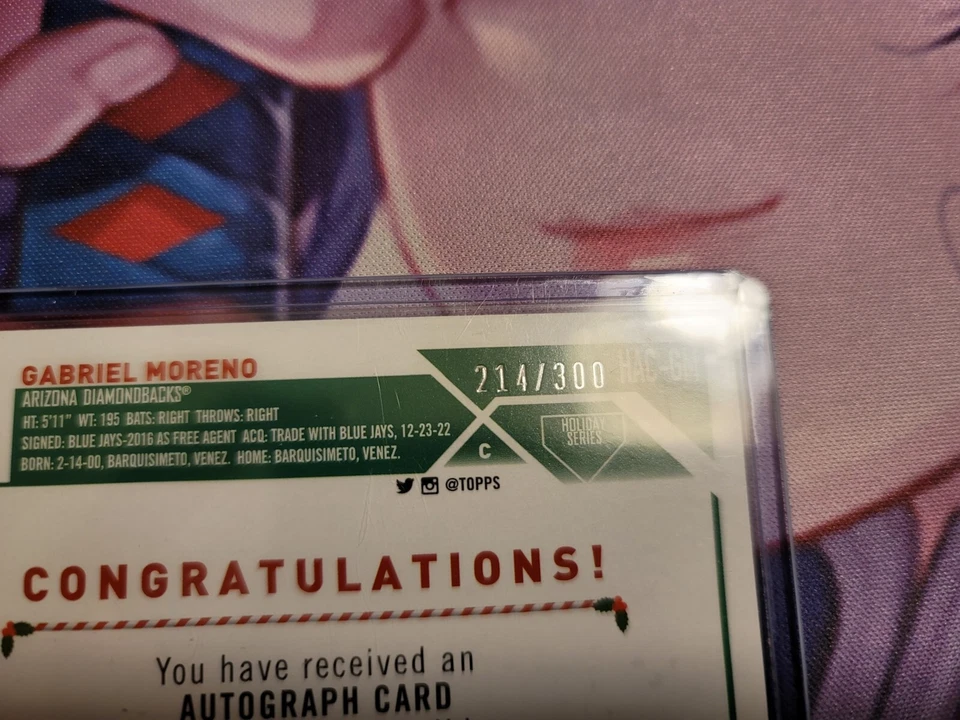 GABRIEL MORENO
ARIZONA DIAMONDBACKS®
HT: 5'11" WT: 195 BATS: RIGHT THROWS: RIGHT
SIGNED: BLUE JAYS-2016 AS FREE AGENT ACQ: TRADE WITH BLUE JAYS, 12-23-22
BORN: 2-14-00, BARQUISIMETO, VENEZ. HOME: BARQUISIMETO, VENEZ.
214/300
C
HOLIDAY
SERIES
@TOPPS
CONGRATULATIONS!
You have received an
AUTOGRAPH CARD